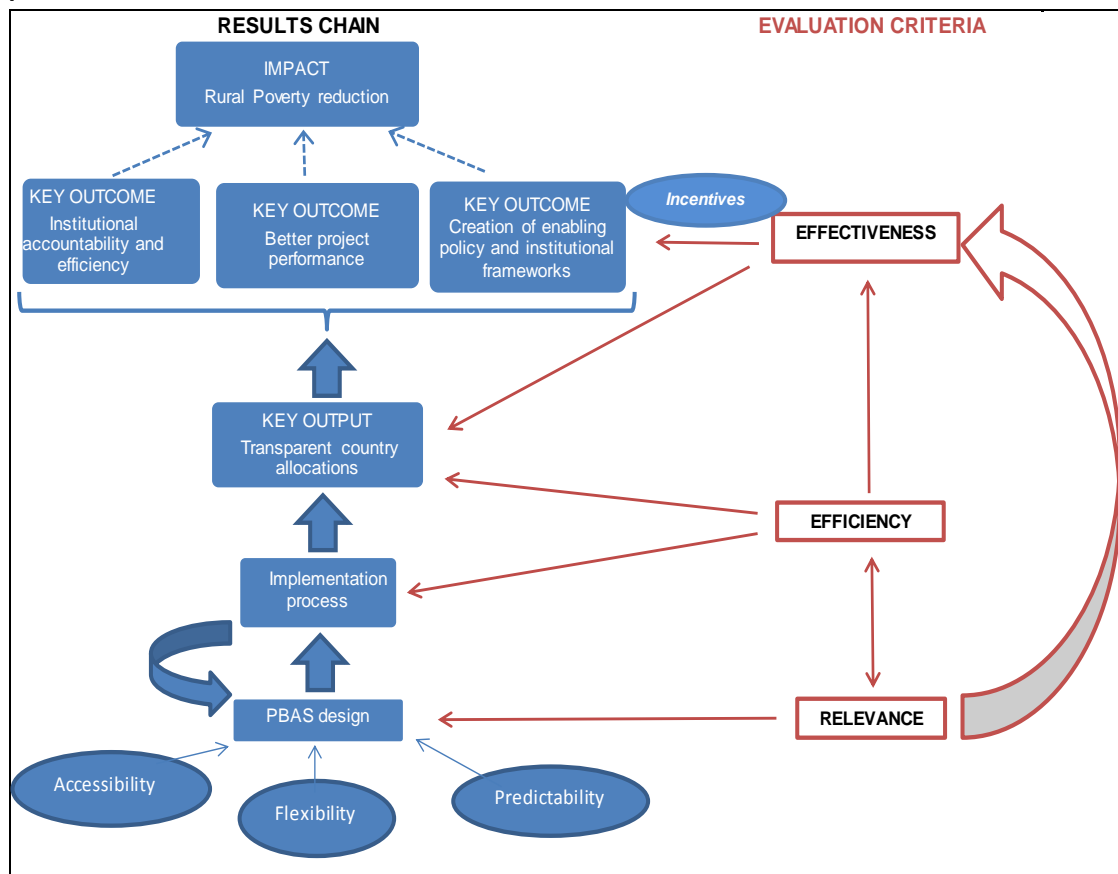 RESULTS CHAIN
EVALUATION CRITERIA
IMPACT
Rural Poverty reduction
KEY OUTCOME
Institutional
accountability and
efficiency
KEY OUTCOME
Better project
performance
KEY OUTCOME
Creation of enabling
policy and institutional
frameworks
Incentives
EFFECTIVENESS
KEY OUTPUT
Transparent country
allocations
EFFICIENCY
Implementation
process
PBAS design
RELEVANCE
Accessibility
Flexibility
Predictability